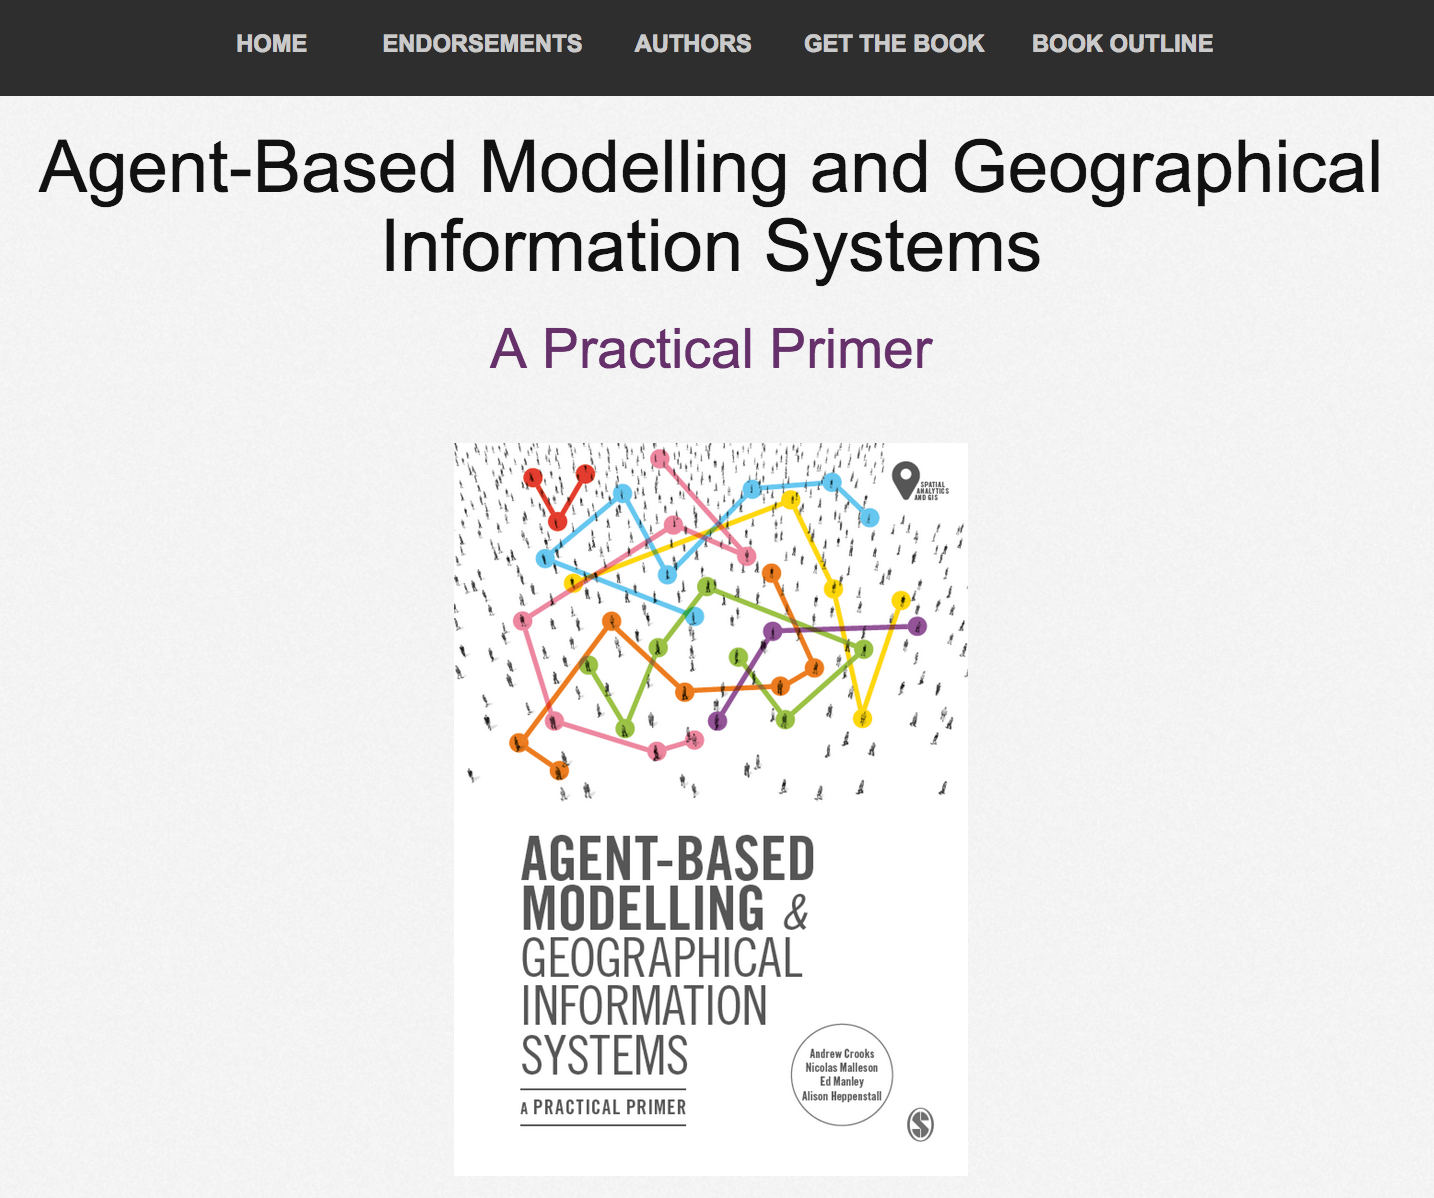 HOME ENDORSEMENTS AUTHORS GET THE BOOK BOOK OUTLINE
Agent-Based Modelling and Geographical
Information Systems
A Practical Primer
SPATIAL
ANALYTICS
AND GIS
AGENT-BASED
MODELLING &
GEOGRAPHICAL
INFORMATION
SYSTEMS
A PRACTICAL PRIMER
Andrew Crooks
Nicolas Malleson
Ed Manley
Alison Heppenstall
S